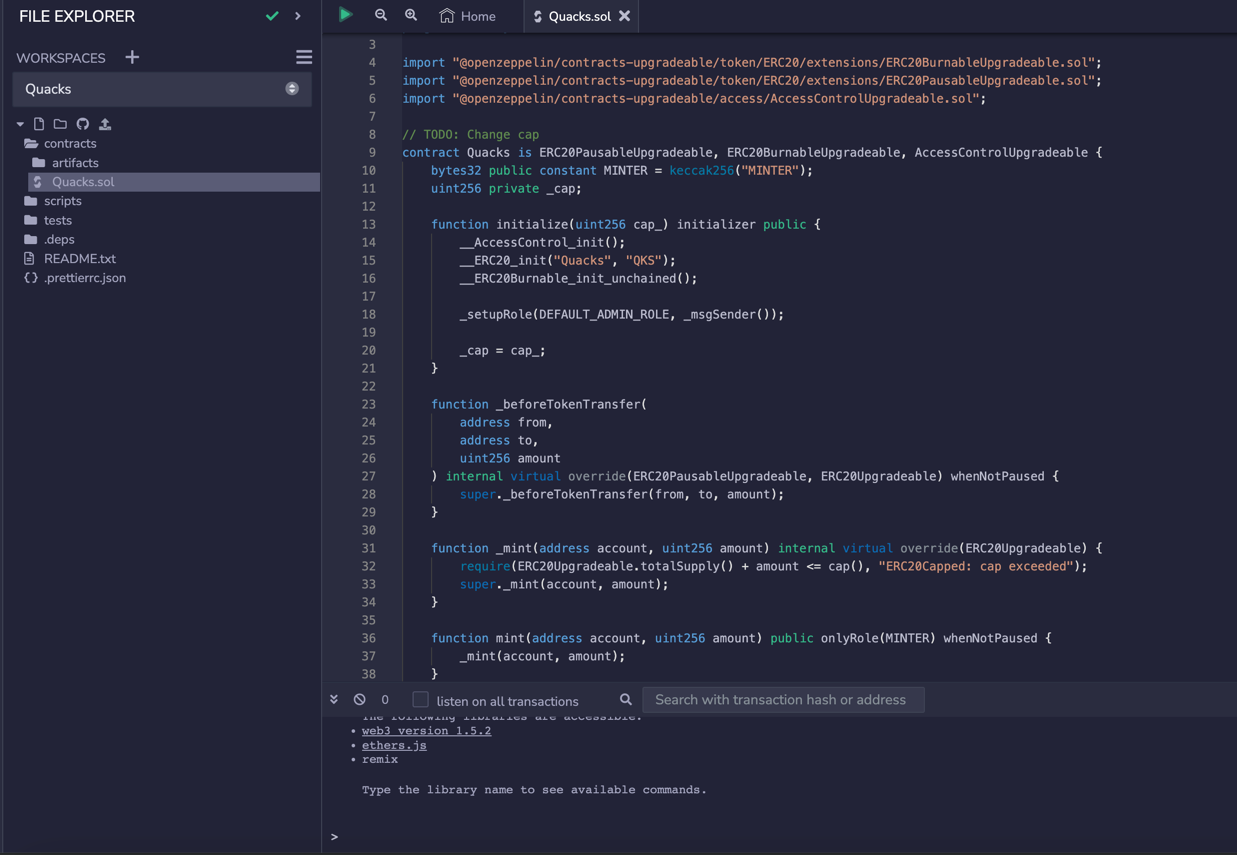 FILE EXPLORER
WORKSPACES
Quacks
contracts
artifacts
Quacks.sol
scripts
tests
.deps
README.txt
{} .prettierrc.json
Home
Quacks.sol
3
4 import "@openzeppelin/contracts-upgradeable/token/ERC20/extensions/ERC20BurnableUpgradeable.sol";
5 import "@openzeppelin/contracts-upgradeable/token/ERC20/extensions/ERC20PausableUpgradeable.sol";
6 import "@openzeppelin/contracts-upgradeable/access/AccessControlUpgradeable.sol";
7
8 // TODO: Change cap
9 contract Quacks is ERC20PausableUpgradeable, ERC20BurnableUpgradeable, AccessControlUpgradeable {
10 bytes32 public constant MINTER = keccak256("MINTER");
11 uint256 private _cap;
12
13 function initialize(uint256 cap_) initializer public {
14 __AccessControl_init();
15 __ERC20_init("Quacks", "QKS");
16 __ERC20Burnable_init_unchained();
17
18 _setupRole(DEFAULT_ADMIN_ROLE, _msgSender());
19
20 _cap = cap_;
21 }
22
23 function _beforeTokenTransfer(
24 address from,
25 address to,
26 uint256 amount
27 ) internal virtual override(ERC20PausableUpgradeable, ERC20Upgradeable) whenNotPaused {
28 super._beforeTokenTransfer(from, to, amount);
29 }
30
31 function _mint(address account, uint256 amount) internal virtual override(ERC20Upgradeable) {
32 require(ERC20Upgradeable.totalSupply() + amount <= cap(), "ERC20Capped: cap exceeded");
33 super._mint(account, amount);
34 }
35
36 function mint(address account, uint256 amount) public onlyRole(MINTER) whenNotPaused {
37 _mint(account, amount);
38 }
0 listen on all transactions Search with transaction hash or address
The following libraries are accessible:
• web3 version 1.5.2
• ethers.js
• remix
Type the library name to see available commands.
>